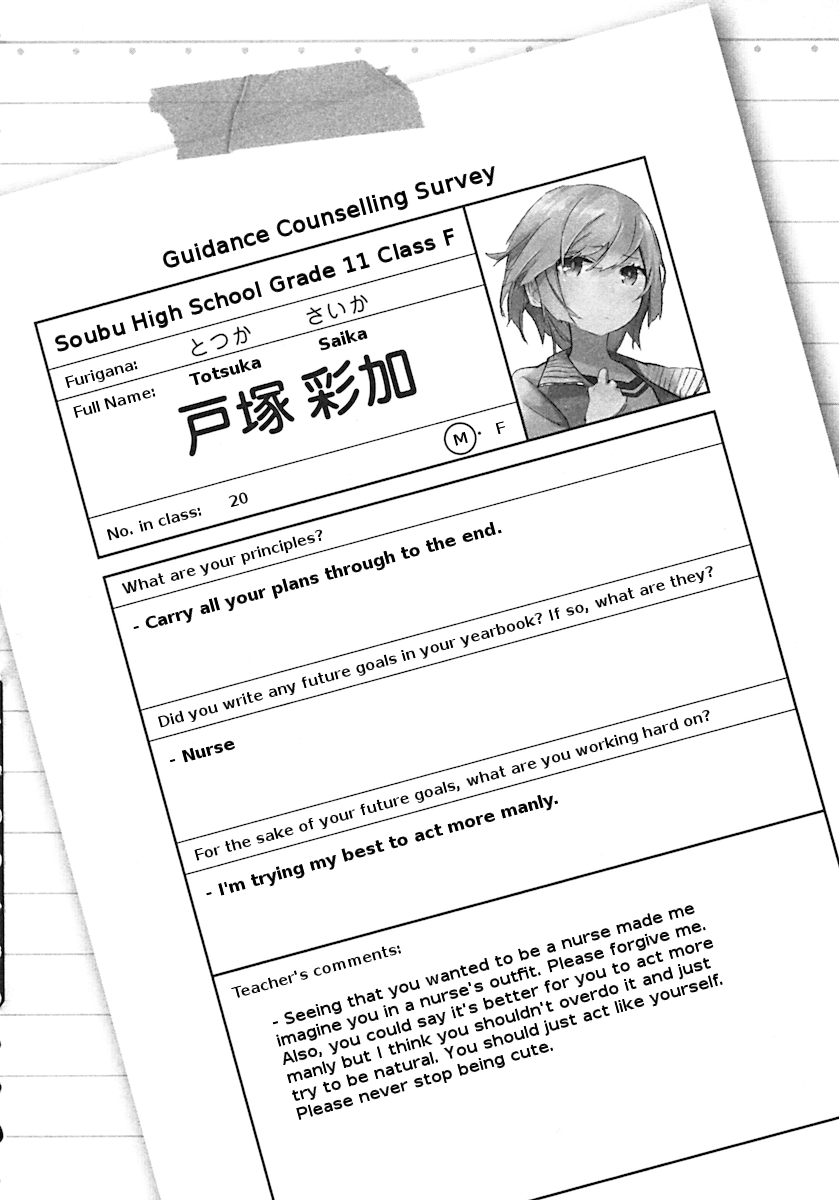 Guidance Counselling Survey
Soubu High School Grade 11 Class F
Furigana: とつか さいか
Full Name: Totsuka Saika
戸塚 彩加
No. in class: 20
M · F
What are your principles?
- Carry all your plans through to the end.
Did you write any future goals in your yearbook? If so, what are they?
- Nurse
For the sake of your future goals, what are you working hard on?
- I'm trying my best to act more manly.
Teacher's comments:
- Seeing that you wanted to be a nurse made me
imagine you in a nurse's outfit. Please forgive me.
Also, you could say it's better for you to act more
manly but I think you shouldn't overdo it and just
try to be natural. You should just act like yourself.
Please never stop being cute.